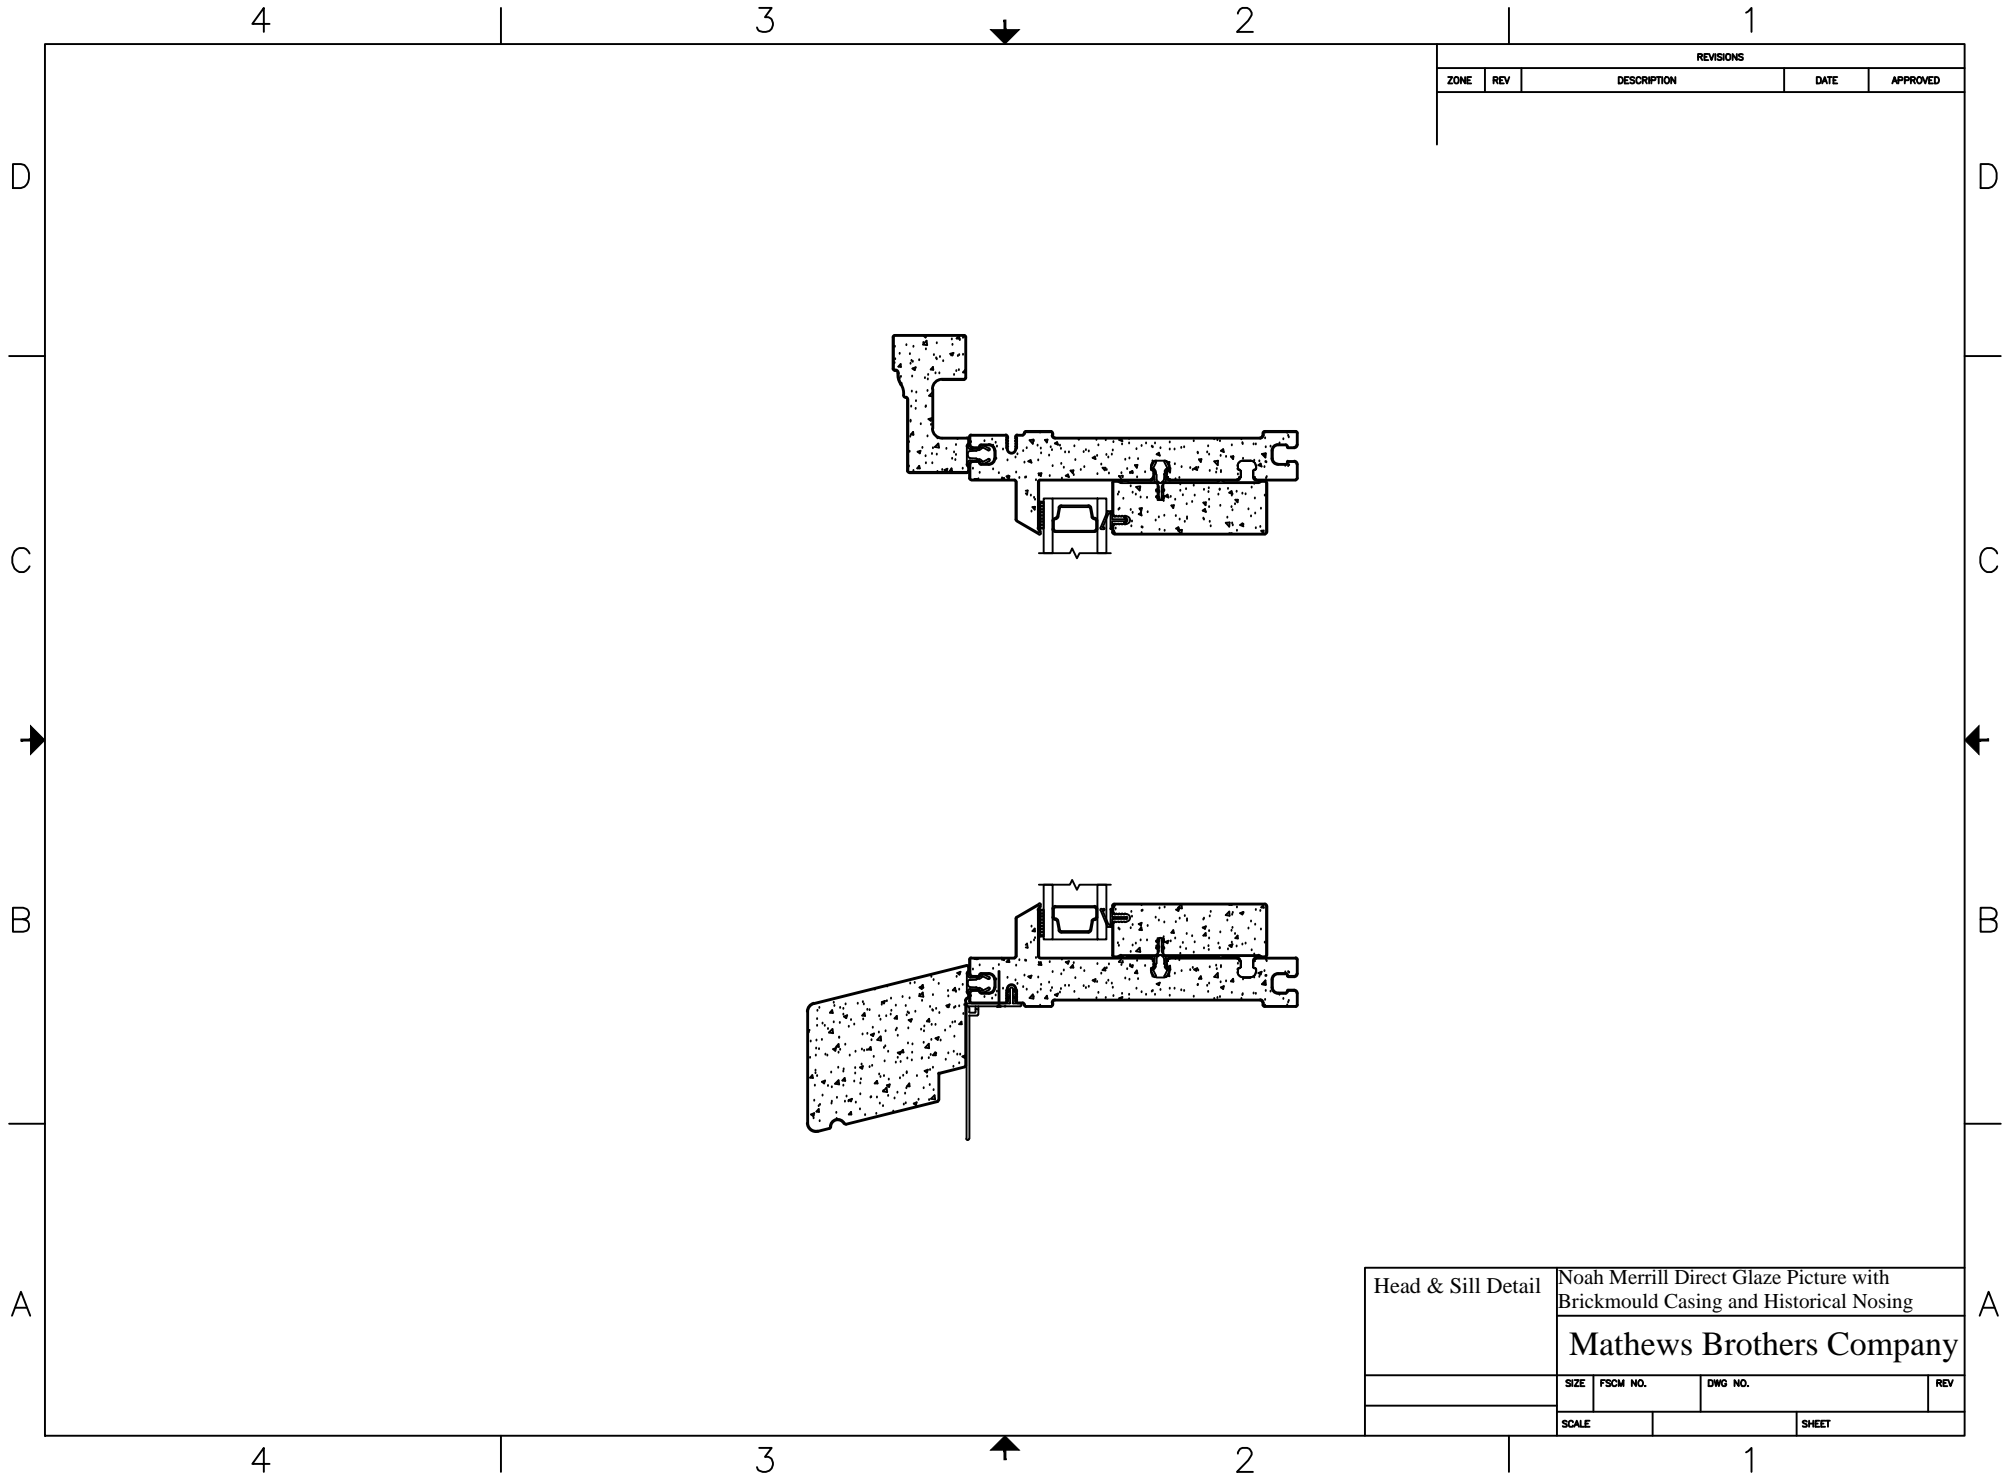 4 3 2 1
REVISIONS
ZONE REV DESCRIPTION DATE APPROVED
D D
C C
B B
Head & Sill Detail
Noah Merrill Direct Glaze Picture with
Brickmould Casing and Historical Nosing
A A
Mathews Brothers Company
SIZE FSCM NO. DWG NO. REV
SCALE SHEET
4 3 2 1